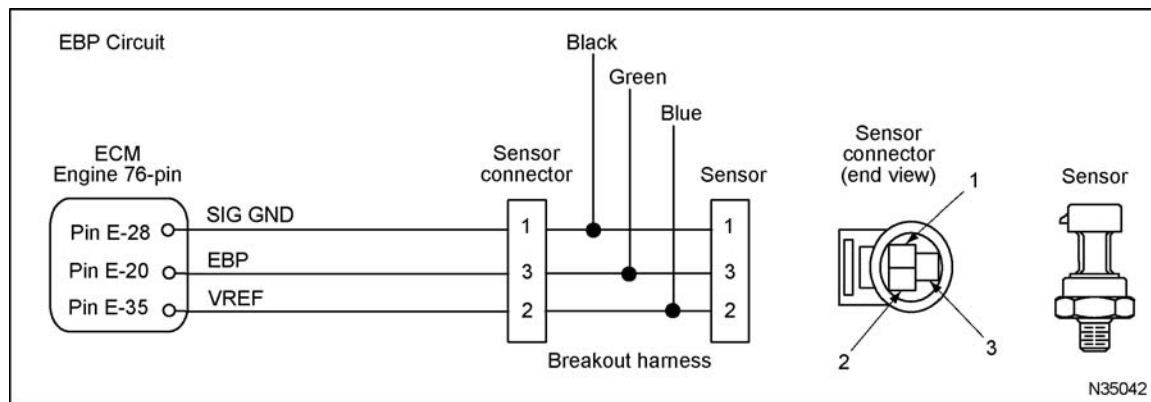 EBP Circuit
Black
Green
Blue
ECM
Engine 76-pin
Sensor
connector
Sensor
Sensor
connector
(end view)
1
Sensor
Pin E-28
SIG GND
1
1
Pin E-20
EBP
3
3
Pin E-35
VREF
2
2
Breakout harness
2
3
N35042